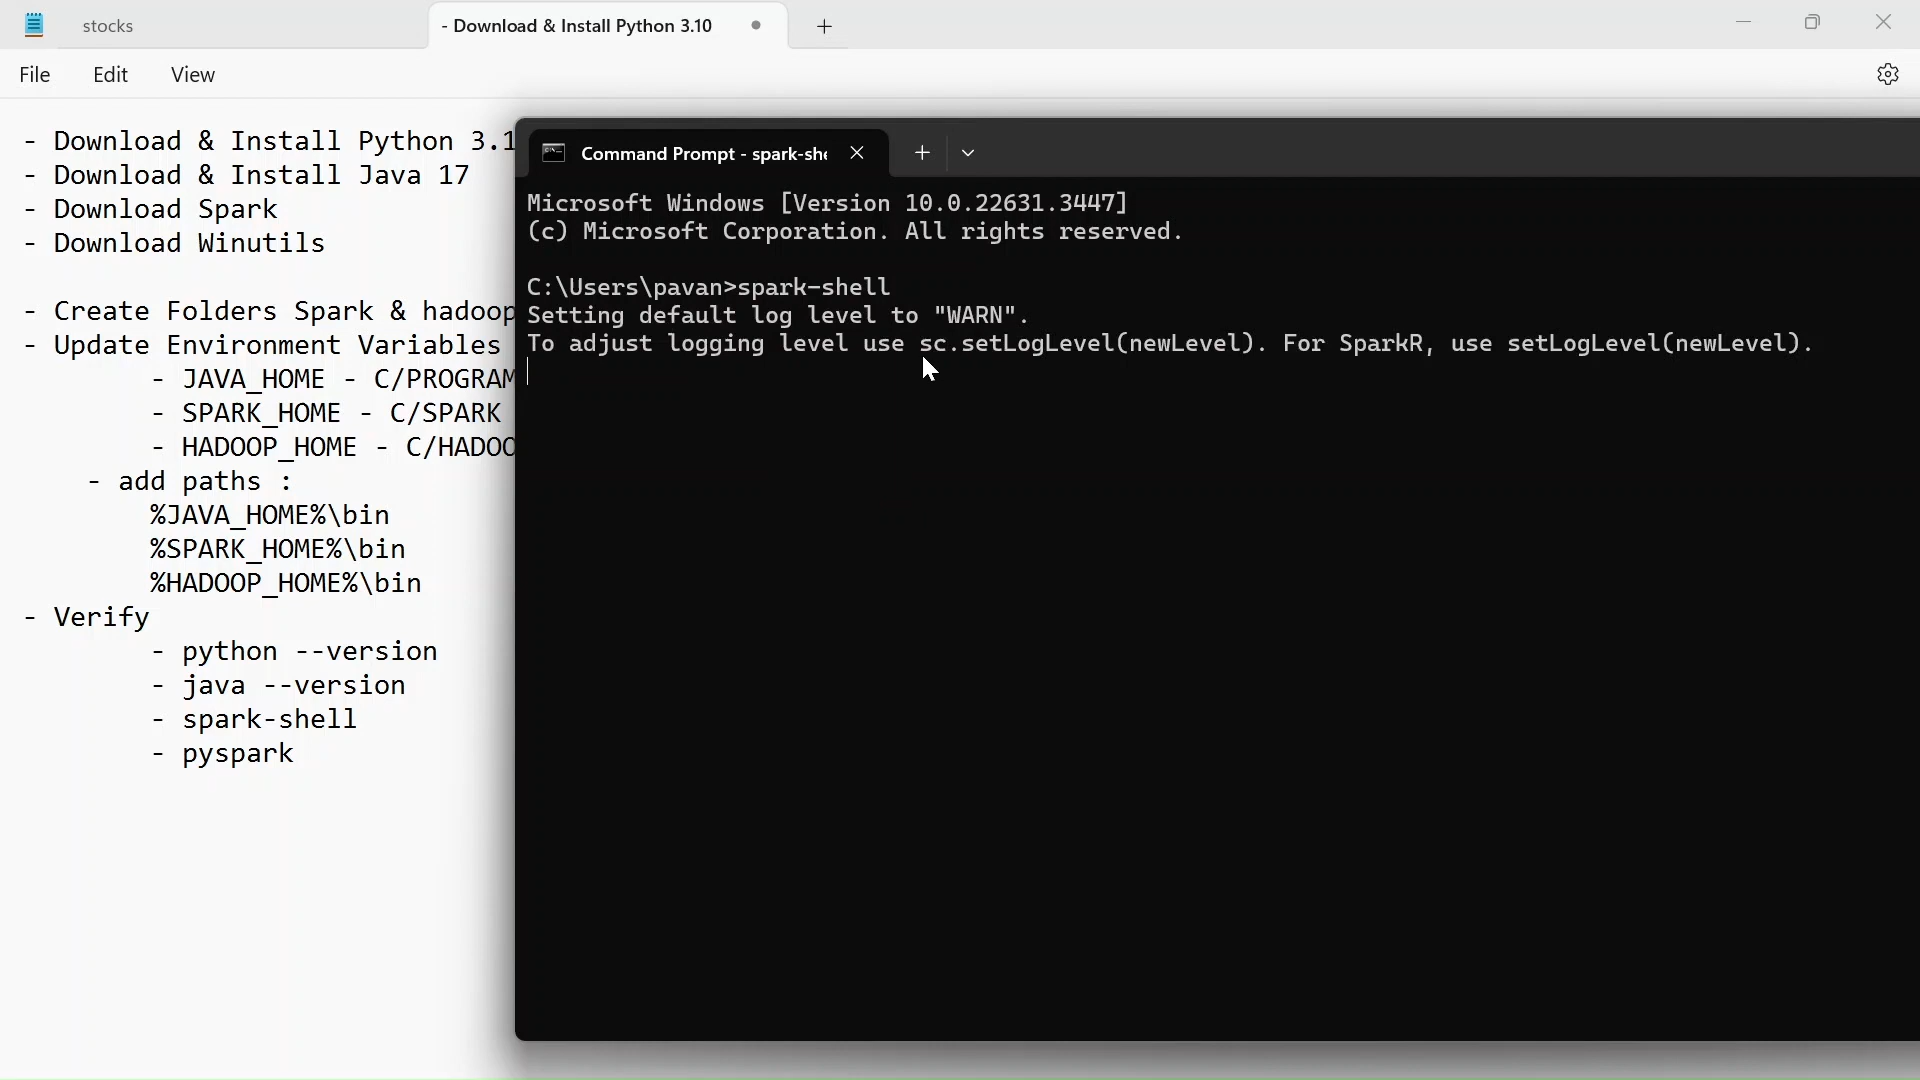 stocks
- Download & Install Python 3.10
File Edit View
- Download & Install Python 3.1
- Download & Install Java 17
- Download Spark
- Download Winutils
- Create Folders Spark & hadoop
- Update Environment Variables
- JAVA_HOME - C/PROGRAM
- SPARK_HOME - C/SPARK
- HADOOP_HOME - C/HADOO
- add paths :
%JAVA_HOME%\bin
%SPARK_HOME%\bin
%HADOOP_HOME%\bin
- Verify
- python --version
- java --version
- spark-shell
- pyspark
Command Prompt - spark-she
Microsoft Windows [Version 10.0.22631.3447]
(c) Microsoft Corporation. All rights reserved.
C:\Users\pavan>spark-shell
Setting default log level to "WARN".
To adjust logging level use sc.setLogLevel(newLevel). For SparkR, use setLogLevel(newLevel).